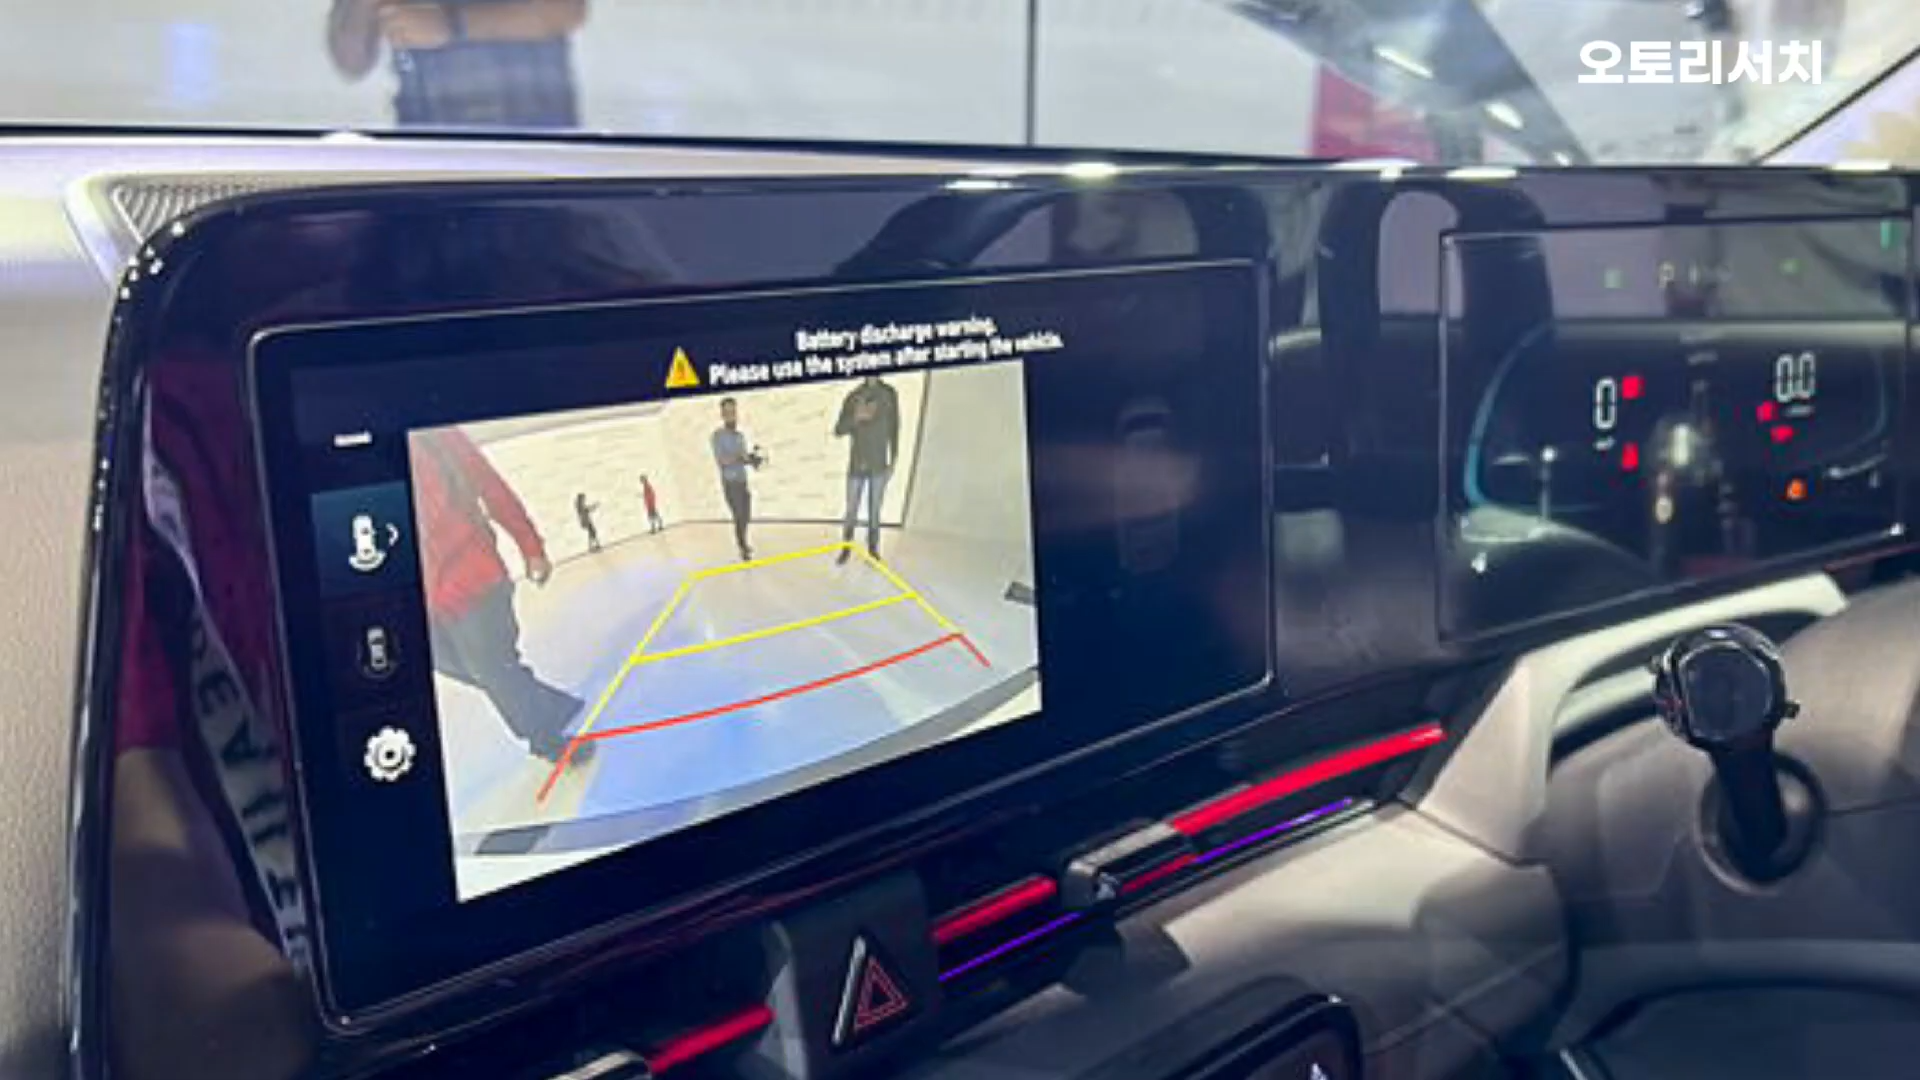 오토리서치
Battery discharge warning.
Please use the system after starting the vehicle.
P
0
0.0